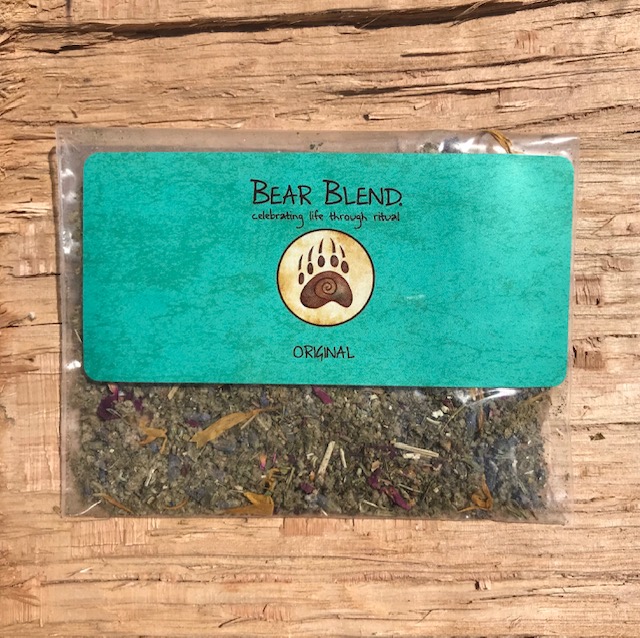 BEAR BLEND.
celebrating life through ritual
ORIGINAL